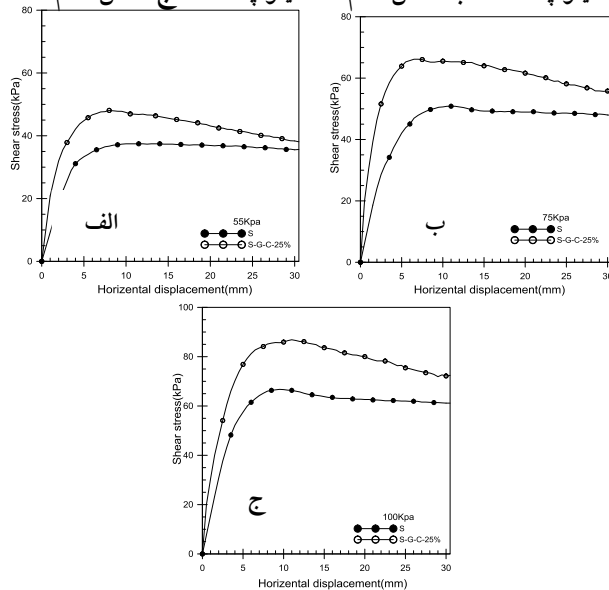 80
60
40
20
0
Shear stress(kPa)
0 5 10 15 20 25 30
Horizental displacement(mm)
الف
55Kpa
S
S-G-C-25%
80
60
40
20
0
Shear stress(kPa)
0 5 10 15 20 25 30
Horizental displacement(mm)
ب
75Kpa
S
S-G-C-25%
100
80
60
40
20
0
Shear stress (kPa)
0 5 10 15 20 25 30
Horizental displacement(mm)
ج
100Kpa
S
S-G-C-25%